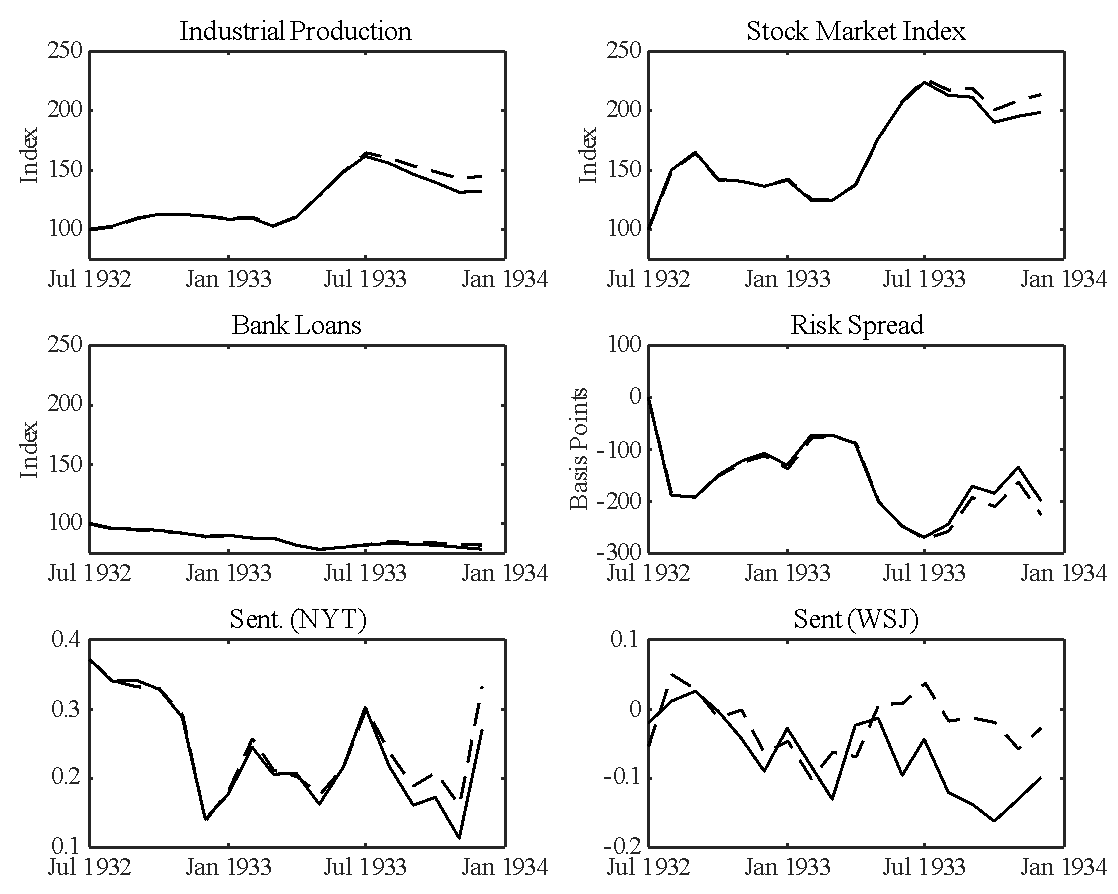 Industrial Production
250
200
150
100
Index
Jul 1932 Jan 1933 Jul 1933 Jan 1934
Stock Market Index
250
200
150
100
Index
Jul 1932 Jan 1933 Jul 1933 Jan 1934
Bank Loans
250
200
150
100
Index
Jul 1932 Jan 1933 Jul 1933 Jan 1934
Risk Spread
100
0
-100
-200
-300
Basis Points
Jul 1932 Jan 1933 Jul 1933 Jan 1934
Sent. (NYT)
0.4
0.3
0.2
0.1
Jul 1932 Jan 1933 Jul 1933 Jan 1934
Sent (WSJ)
0.1
0
-0.1
-0.2
Jul 1932 Jan 1933 Jul 1933 Jan 1934